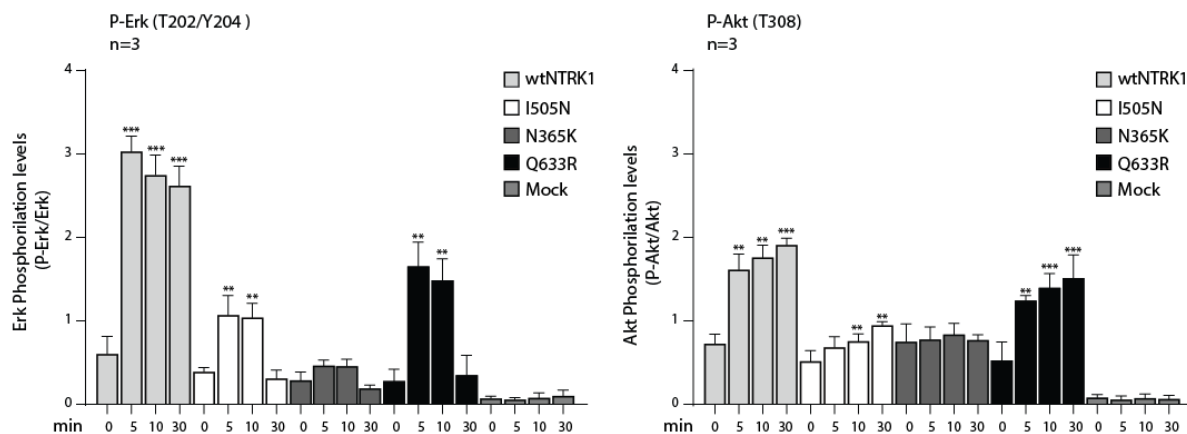 P-Erk (T202/Y204 )
n=3
4
3
2
1
0
Erk Phosphorilation levels
(P-Erk/Erk)
***
***
***
**
**
**
**
wtNTRK1
I505N
N365K
Q633R
Mock
min 0 5 10 30 0 5 10 30 0 5 10 30 0 5 10 30 0 5 10 30
P-Akt (T308)
n=3
4
3
2
1
0
Akt Phosphorilation levels
(P-Akt/Akt)
**
**
***
**
**
**
***
***
wtNTRK1
I505N
N365K
Q633R
Mock
min 0 5 10 30 0 5 10 30 0 5 10 30 0 5 10 30 0 5 10 30